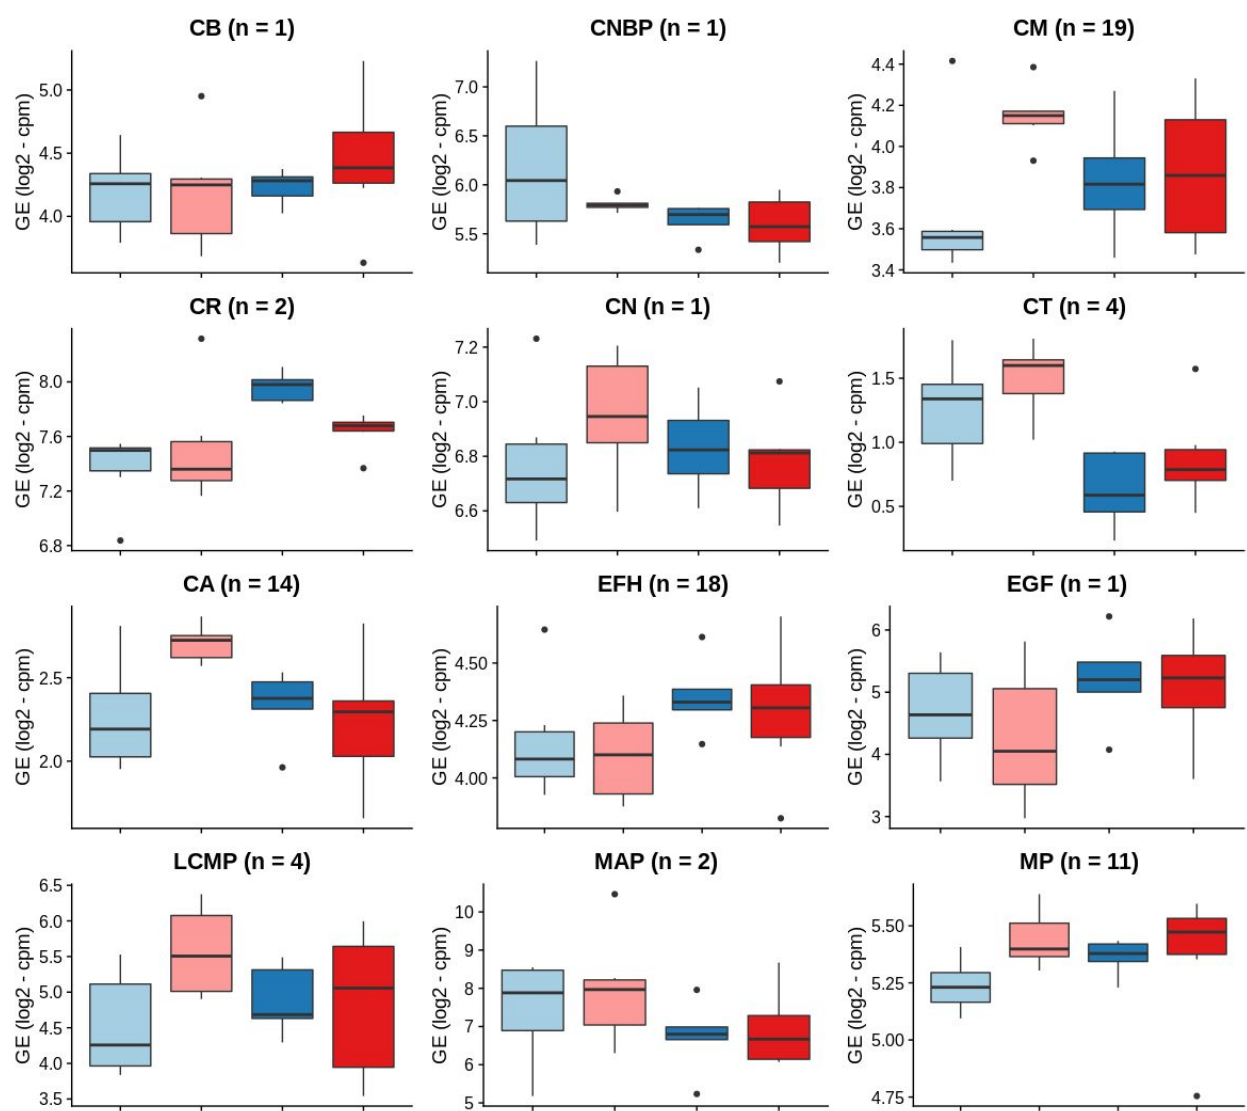 CB (n = 1)
GE (log2 - cpm)
5.0
4.5
4.0
CNBP (n = 1)
GE (log2 - cpm)
7.0
6.5
6.0
5.5
CM (n = 19)
GE (log2 - cpm)
4.4
4.2
4.0
3.8
3.6
3.4
CR (n = 2)
GE (log2 - cpm)
8.0
7.6
7.2
6.8
CN (n = 1)
GE (log2 - cpm)
7.2
7.0
6.8
6.6
CT (n = 4)
GE (log2 - cpm)
1.5
1.0
0.5
CA (n = 14)
GE (log2 - cpm)
2.5
2.0
EFH (n = 18)
GE (log2 - cpm)
4.50
4.25
4.00
EGF (n = 1)
GE (log2 - cpm)
6
5
4
3
LCMP (n = 4)
GE (log2 - cpm)
6.5
6.0
5.5
5.0
4.5
4.0
3.5
MAP (n = 2)
GE (log2 - cpm)
10
9
8
7
6
5
MP (n = 11)
GE (log2 - cpm)
5.50
5.25
5.00
4.75